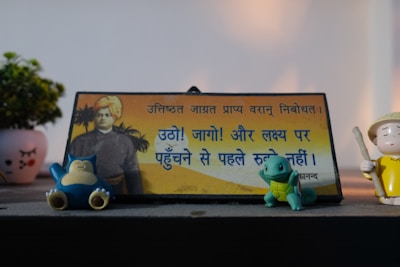 उत्तिष्ठत जाग्रत प्राप्य वरान् निबोधत।
उठो! जागो! और लक्ष्य पर
पहुँचने से पहले रुको नहीं।